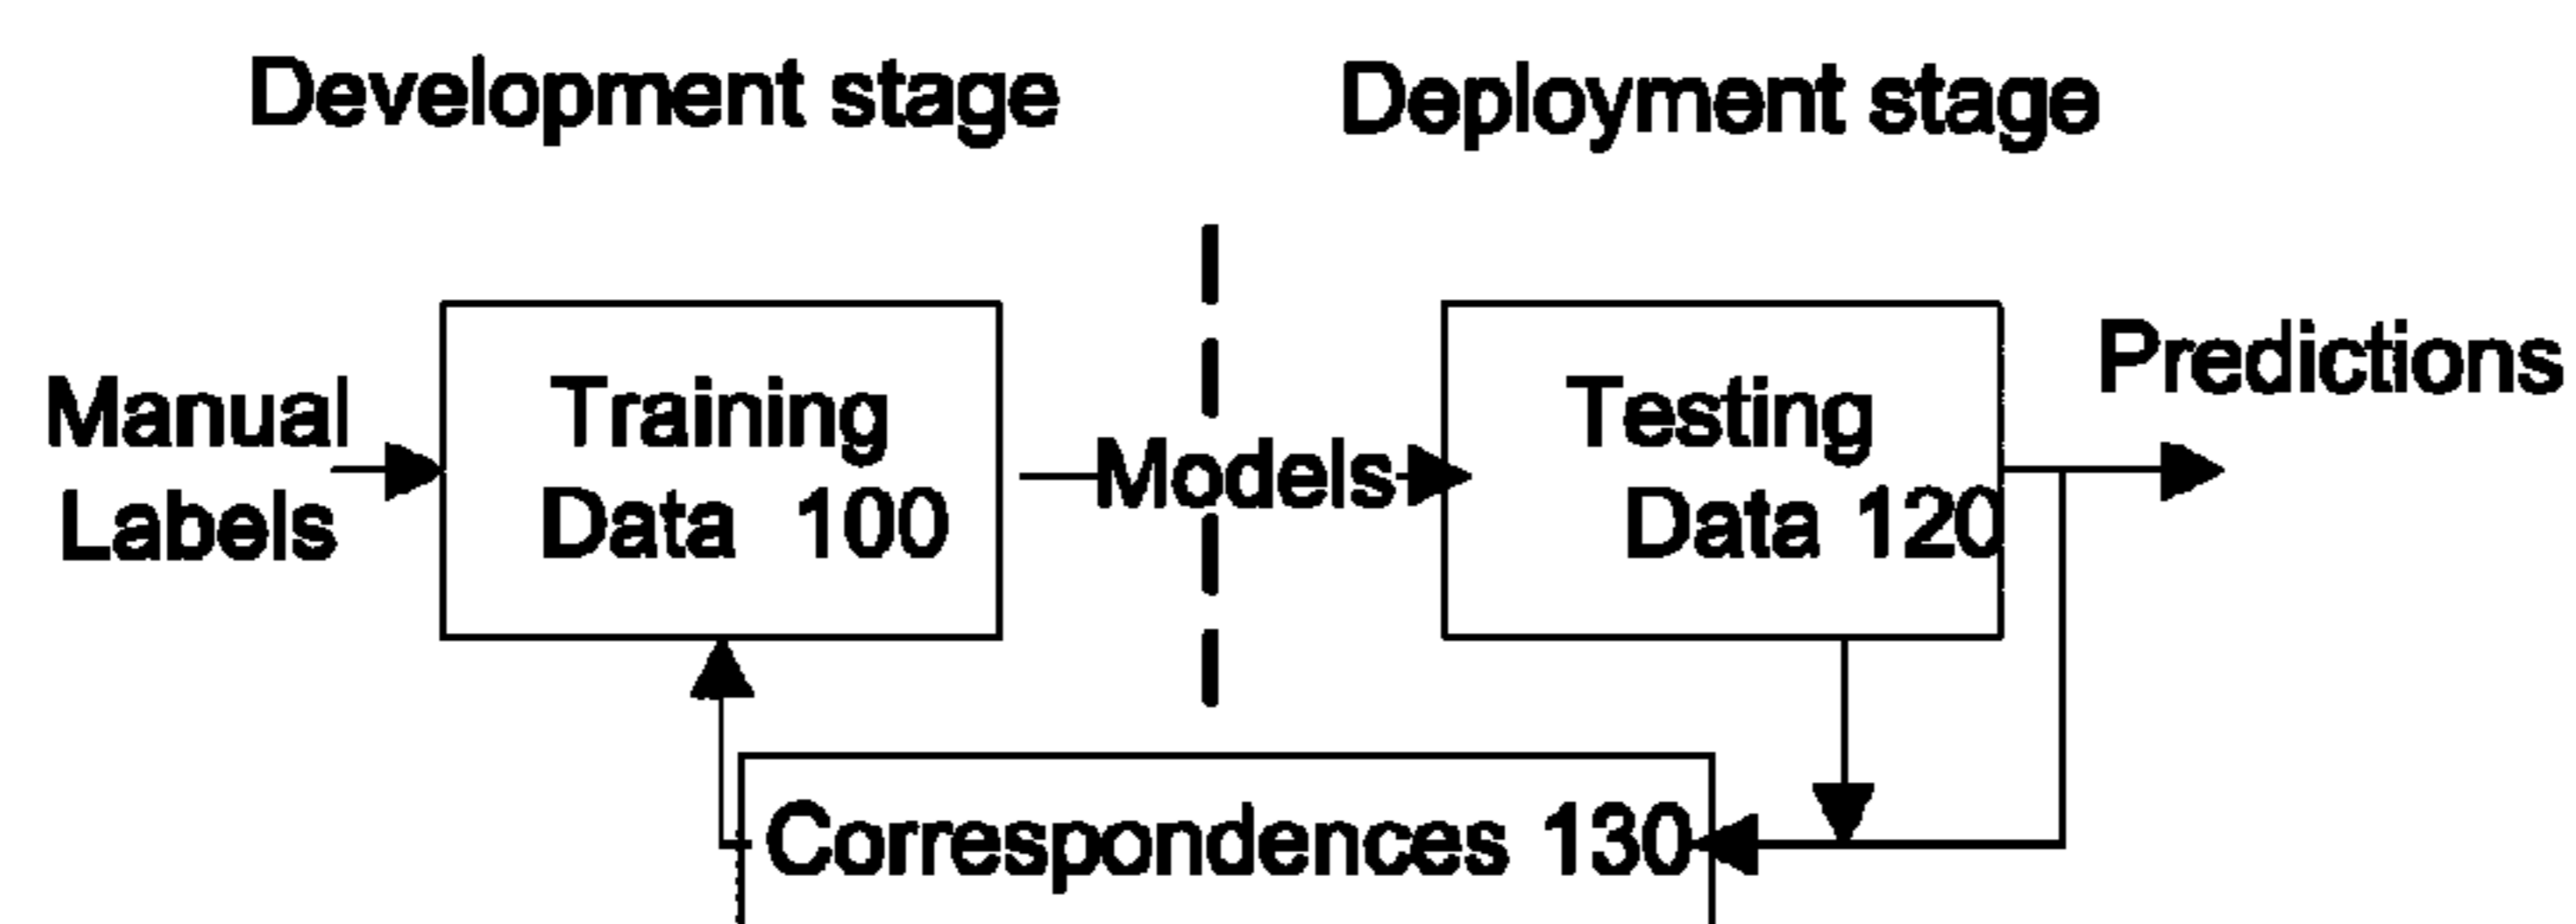 Development stage
Deployment stage
Manual
Labels
Training
Data 100
Models
Testing
Data 120
Predictions
Correspondences 130